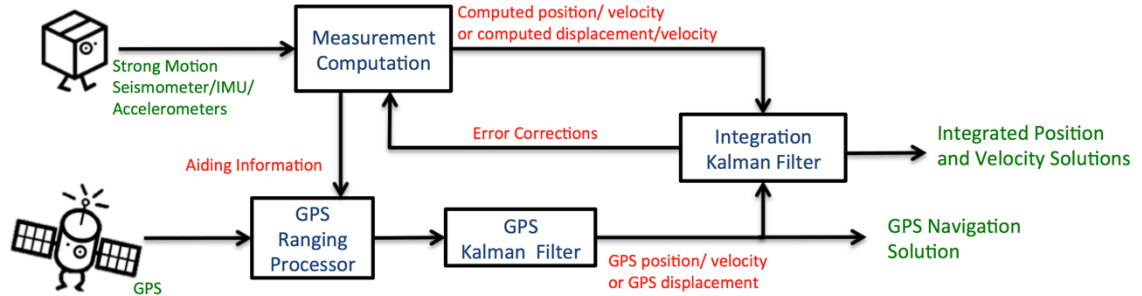 Computed position/ velocity
or computed displacement/velocity
Measurement
Computation
Strong Motion
Seismometer/IMU/
Accelerometers
Error Corrections
Integration
Kalman Filter
Integrated Position
and Velocity Solutions
Aiding Information
GPS
Ranging
Processor
GPS
Kalman Filter
GPS Navigation
Solution
GPS position/ velocity
or GPS displacement
GPS